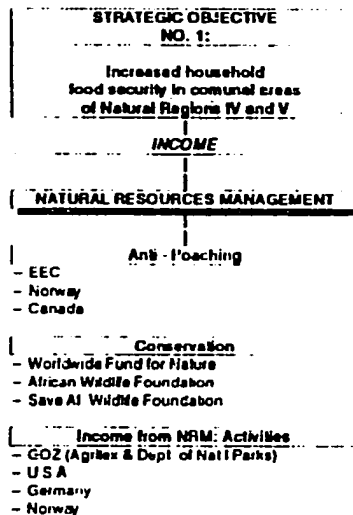 STRATEGIC OBJECTIVE
NO. 1:
Increased household
food security in comunal areas
of Natural Regions IV and V
INCOME
NATURAL RESOURCES MANAGEMENT
Anti - Poaching
- EEC
- Norway
- Canada
Conservation
- Worldwide Fund for Nature
- African Wildlife Foundation
- Save Af. Wildlife Foundation
Income from NRM: Activities
- GOZ (Agritex & Dept of Nat'l Parks)
- U S A
- Germany
- Norway